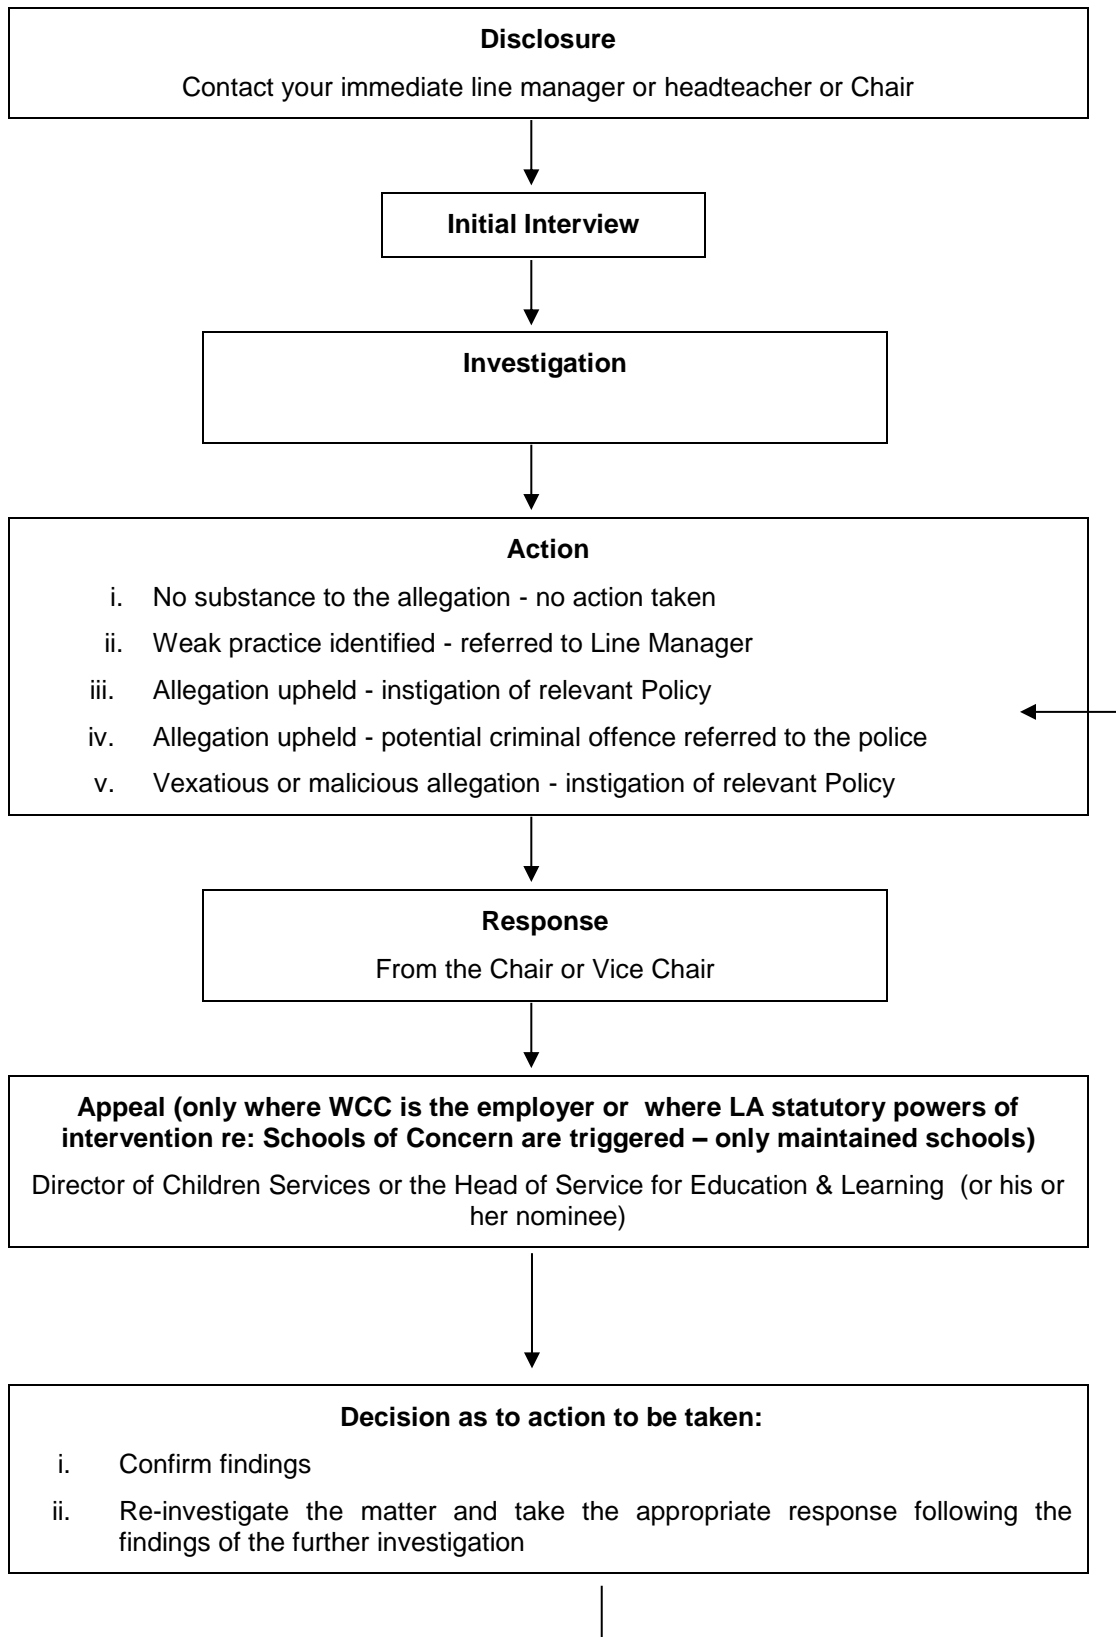 Disclosure
Contact your immediate line manager or headteacher or Chair
Initial Interview
Investigation
Action
i. No substance to the allegation - no action taken
ii. Weak practice identified - referred to Line Manager
iii. Allegation upheld - instigation of relevant Policy
iv. Allegation upheld - potential criminal offence referred to the police
v. Vexatious or malicious allegation - instigation of relevant Policy
Response
From the Chair or Vice Chair
Appeal (only where WCC is the employer or where LA statutory powers of
intervention re: Schools of Concern are triggered – only maintained schools)
Director of Children Services or the Head of Service for Education & Learning (or his or
her nominee)
Decision as to action to be taken:
i. Confirm findings
ii. Re-investigate the matter and take the appropriate response following the
findings of the further investigation